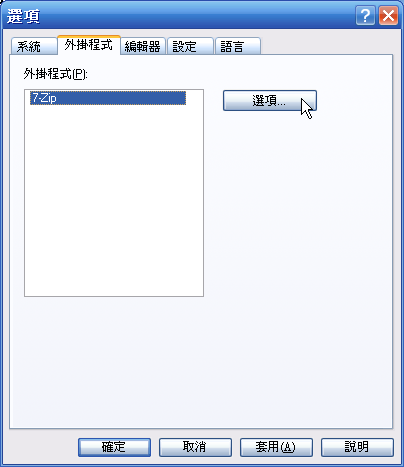 選項
系統 外掛程式 編輯器 設定 語言
外掛程式(P):
7-Zip
選項...
確定 取消 套用(A) 說明